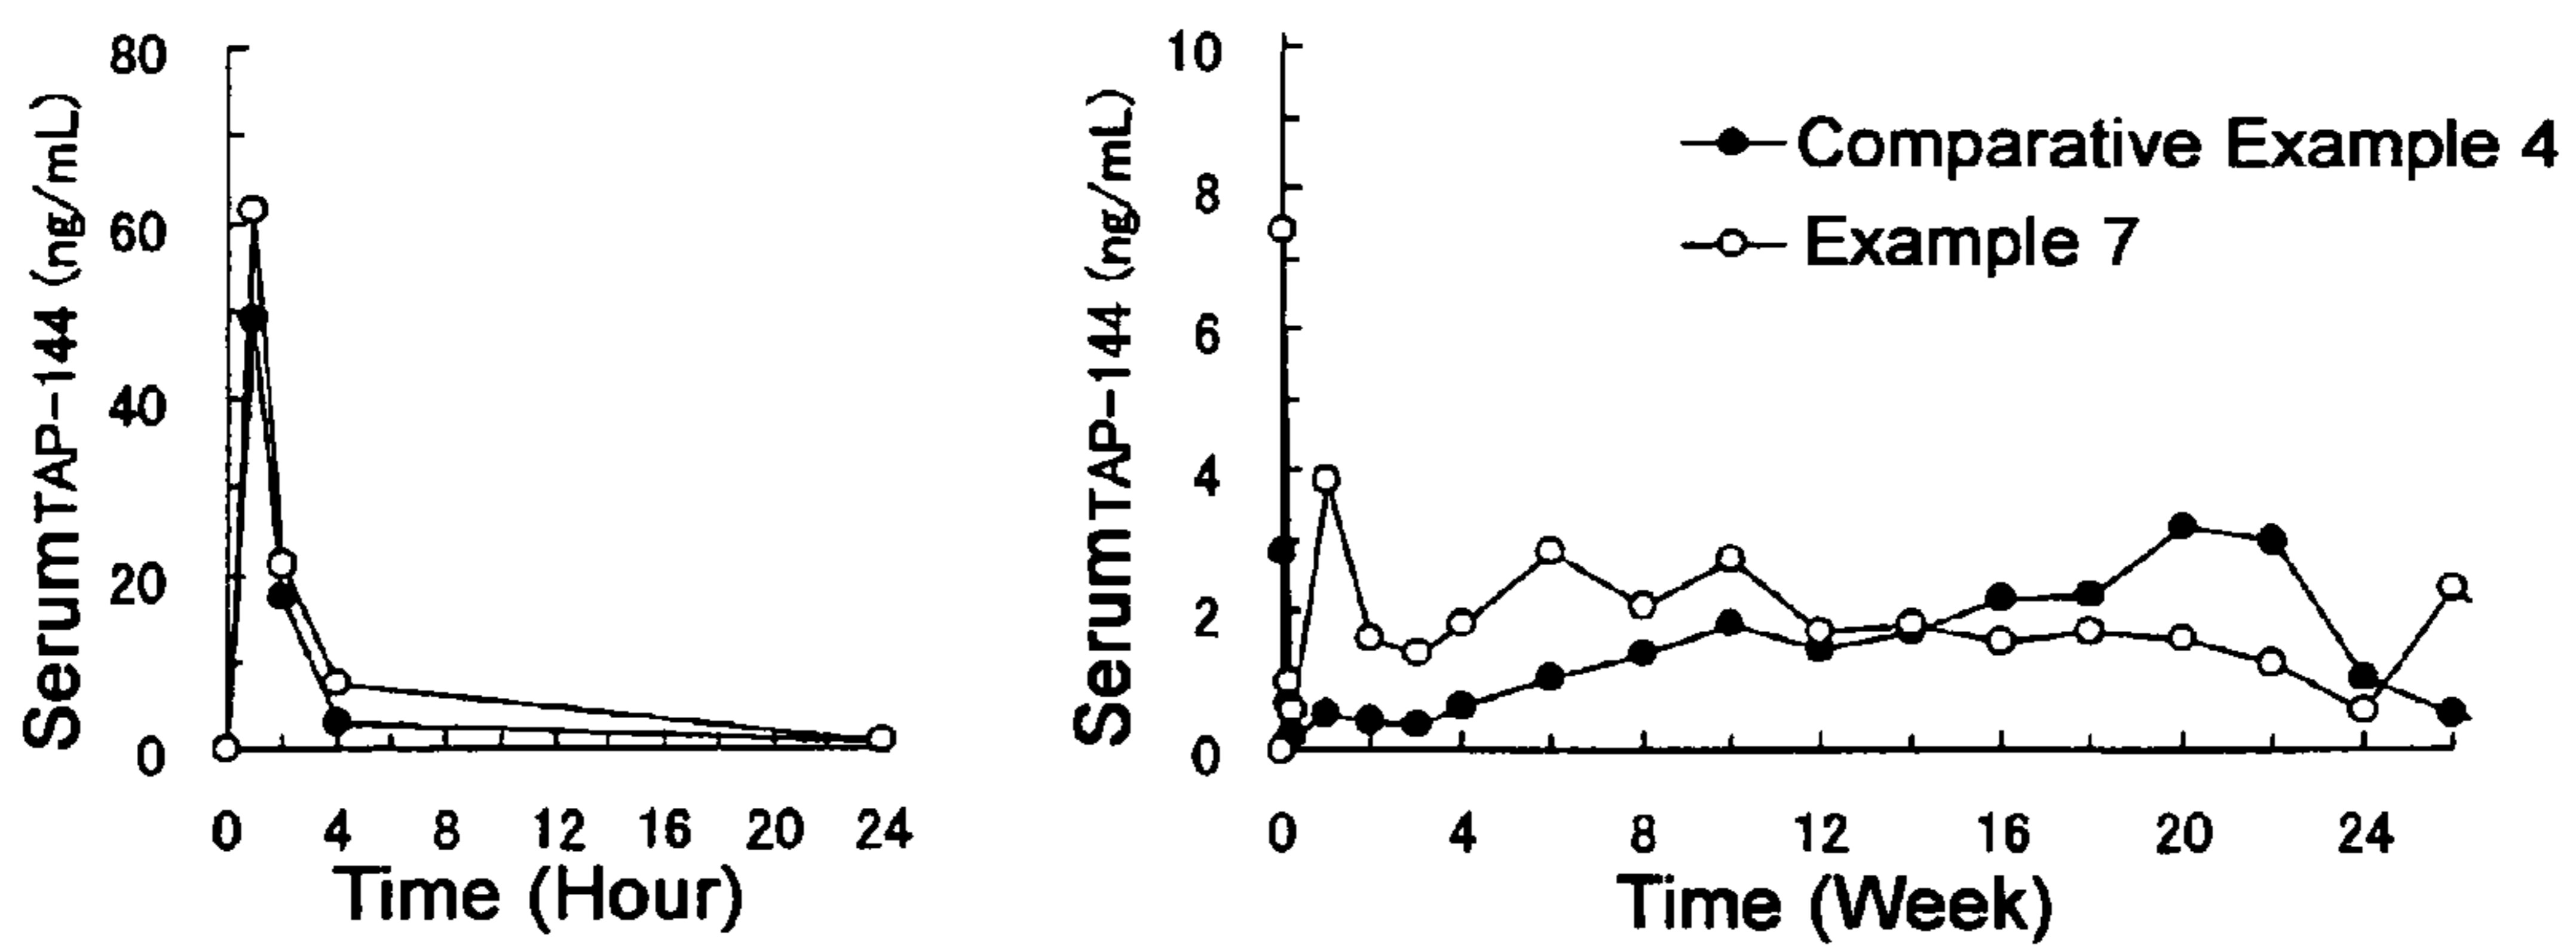 80
60
40
20
0
SerumTAP-144 (ng/mL)
0 4 8 12 16 20 24
Time (Hour)
10
8
6
4
2
0
SerumTAP-144 (ng/mL)
0 4 8 12 16 20 24
Time (Week)
Comparative Example 4
Example 7